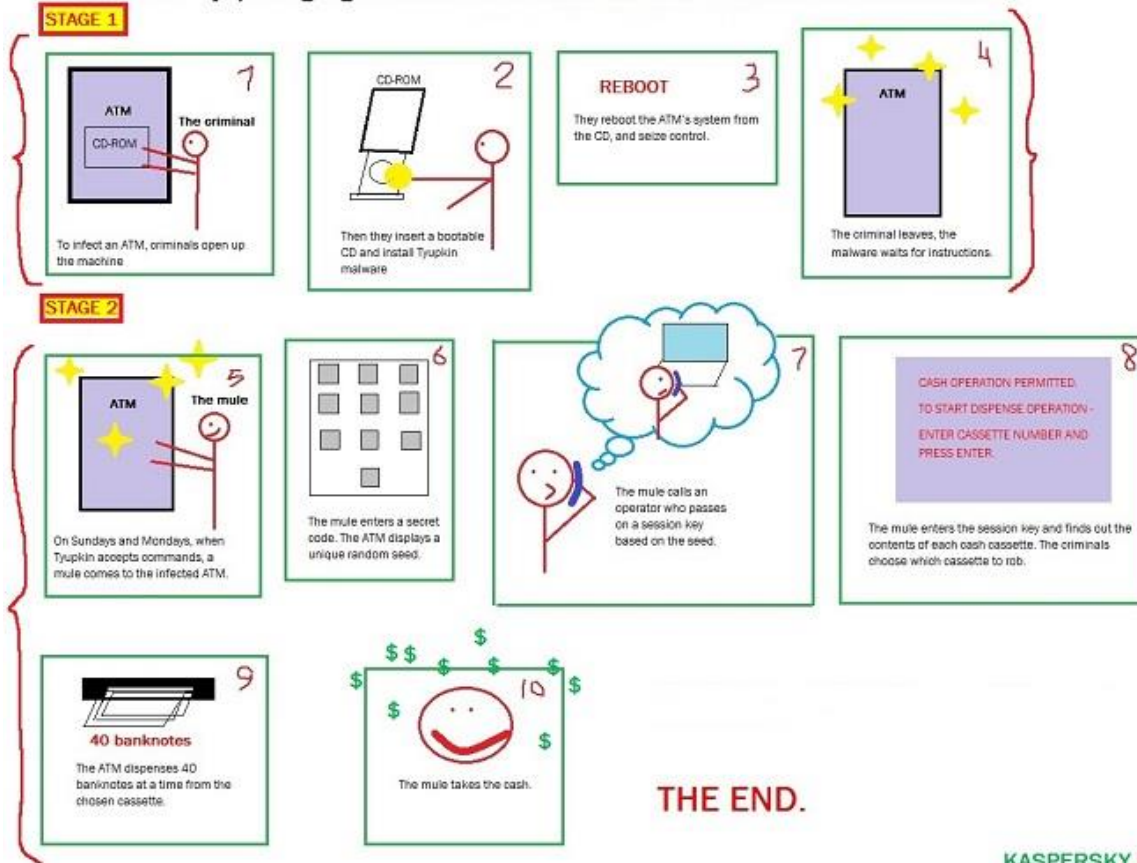 STAGE 1
1
ATM
CD-ROM
The criminal
To infect an ATM, criminals open up
the machine
2
CD-ROM
Then they insert a bootable
CD and install Tyupkin
malware
3
REBOOT
They reboot the ATM's system from
the CD, and seize control.
4
ATM
The criminal leaves, the
malware waits for instructions.
STAGE 2
5
ATM
The mule
On Sundays and Mondays, when
Tyupkin accepts commands, a
mule comes to the infected ATM.
6
The mule enters a secret
code. The ATM displays a
unique random seed.
7
The mule calls an
operator who passes
on a session key
based on the seed.
8
CASH OPERATION PERMITTED.
TO START DISPENSE OPERATION -
ENTER CASSETTE NUMBER AND
PRESS ENTER.
The mule enters the session key and finds out the
contents of each cash cassette. The criminals
choose which cassette to rob.
9
40 banknotes
The ATM dispenses 40
banknotes at a time from the
chosen cassette.
$ $ $ $ $ $ $ $ $ $
10
The mule takes the cash.
THE END.
KASPERSKY